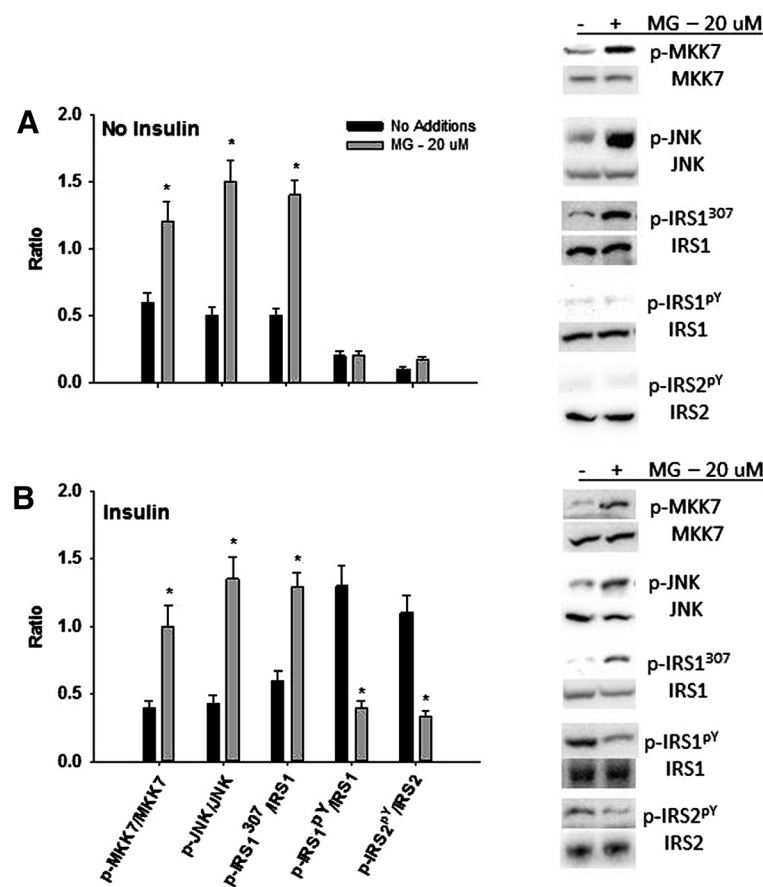 A
No Insulin
No Additions
MG - 20 uM
*
*
*
Ratio
2.0
1.5
1.0
0.5
0.0
- + MG – 20 uM
p-MKK7
MKK7
p-JNK
JNK
p-IRS1³⁰⁷
IRS1
p-IRS1ᵖʸ
IRS1
p-IRS2ᵖʸ
IRS2
B
Insulin
*
*
*
*
*
Ratio
2.0
1.5
1.0
0.5
0.0
p-MKK7/MKK7
p-JNK/JNK
p-IRS1³⁰⁷/IRS1
p-IRS1ᵖʸ/IRS1
p-IRS2ᵖʸ/IRS2
- + MG – 20 uM
p-MKK7
MKK7
p-JNK
JNK
p-IRS1³⁰⁷
IRS1
p-IRS1ᵖʸ
IRS1
p-IRS2ᵖʸ
IRS2